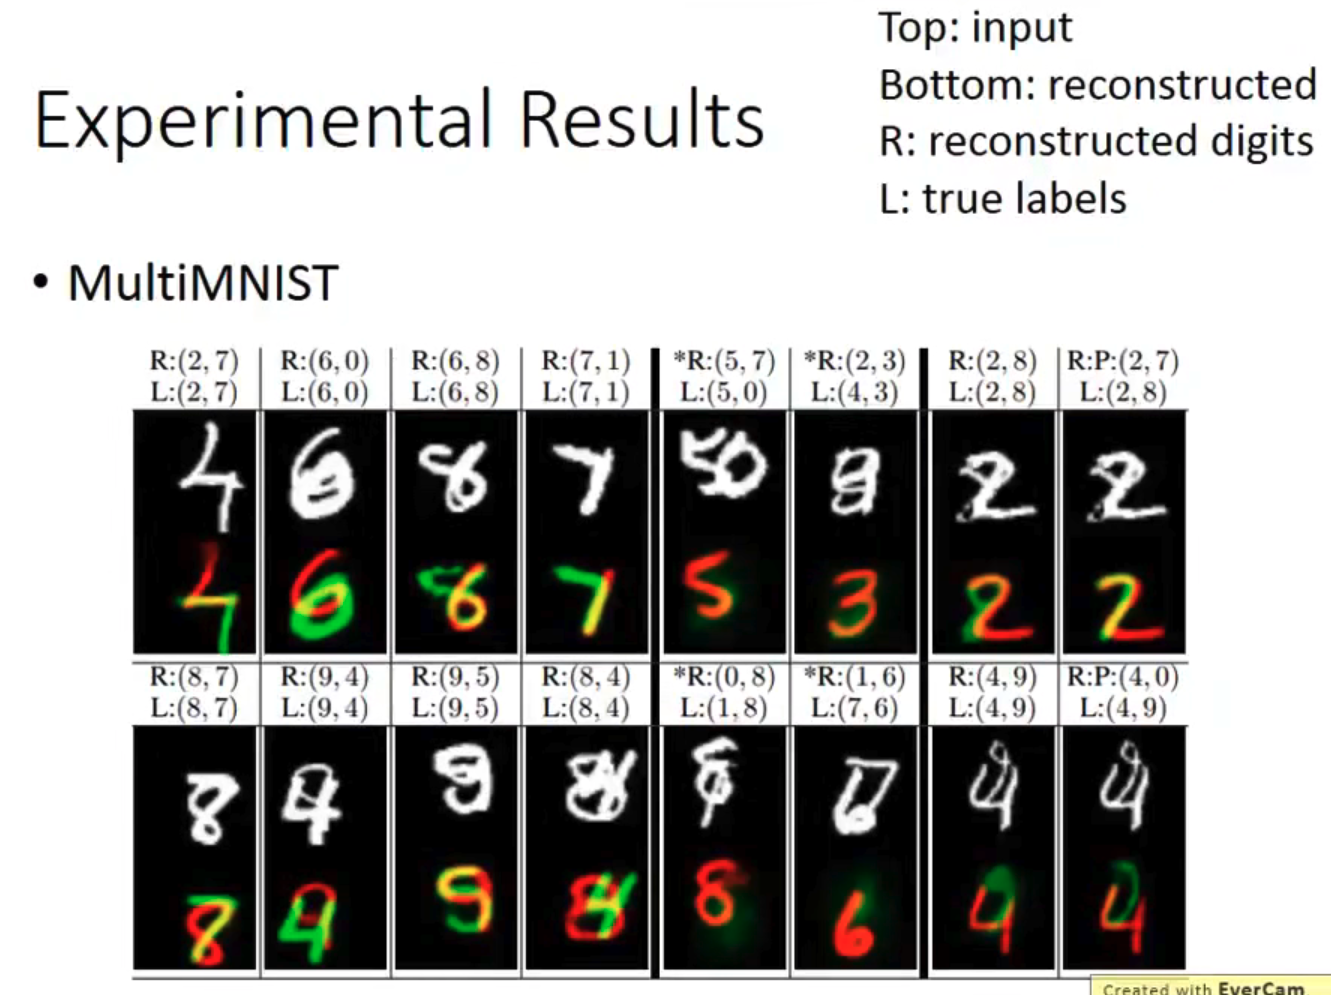 Top: input
Bottom: reconstructed
R: reconstructed digits
L: true labels
Experimental Results
• MultiMNIST
R:(2, 7) R:(6, 0) R:(6, 8) R:(7, 1) *R:(5, 7) *R:(2, 3) R:(2, 8) R:P:(2, 7)
L:(2, 7) L:(6, 0) L:(6, 8) L:(7, 1) L:(5, 0) L:(4, 3) L:(2, 8) L:(2, 8)
R:(8, 7) R:(9, 4) R:(9, 5) R:(8, 4) *R:(0, 8) *R:(1, 6) R:(4, 9) R:P:(4, 0)
L:(8, 7) L:(9, 4) L:(9, 5) L:(8, 4) L:(1, 8) L:(7, 6) L:(4, 9) L:(4, 9)
Created with EverCam